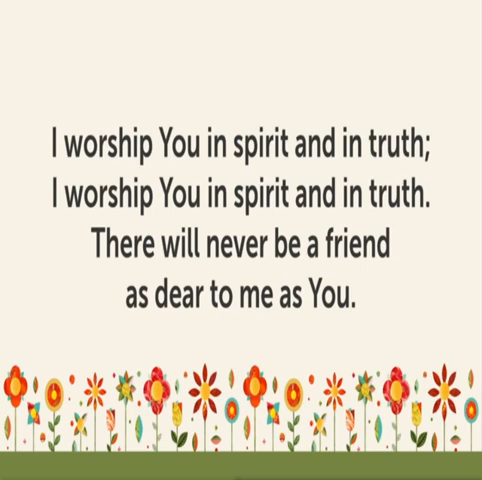 I worship You in spirit and in truth;
I worship You in spirit and in truth.
There will never be a friend
as dear to me as You.